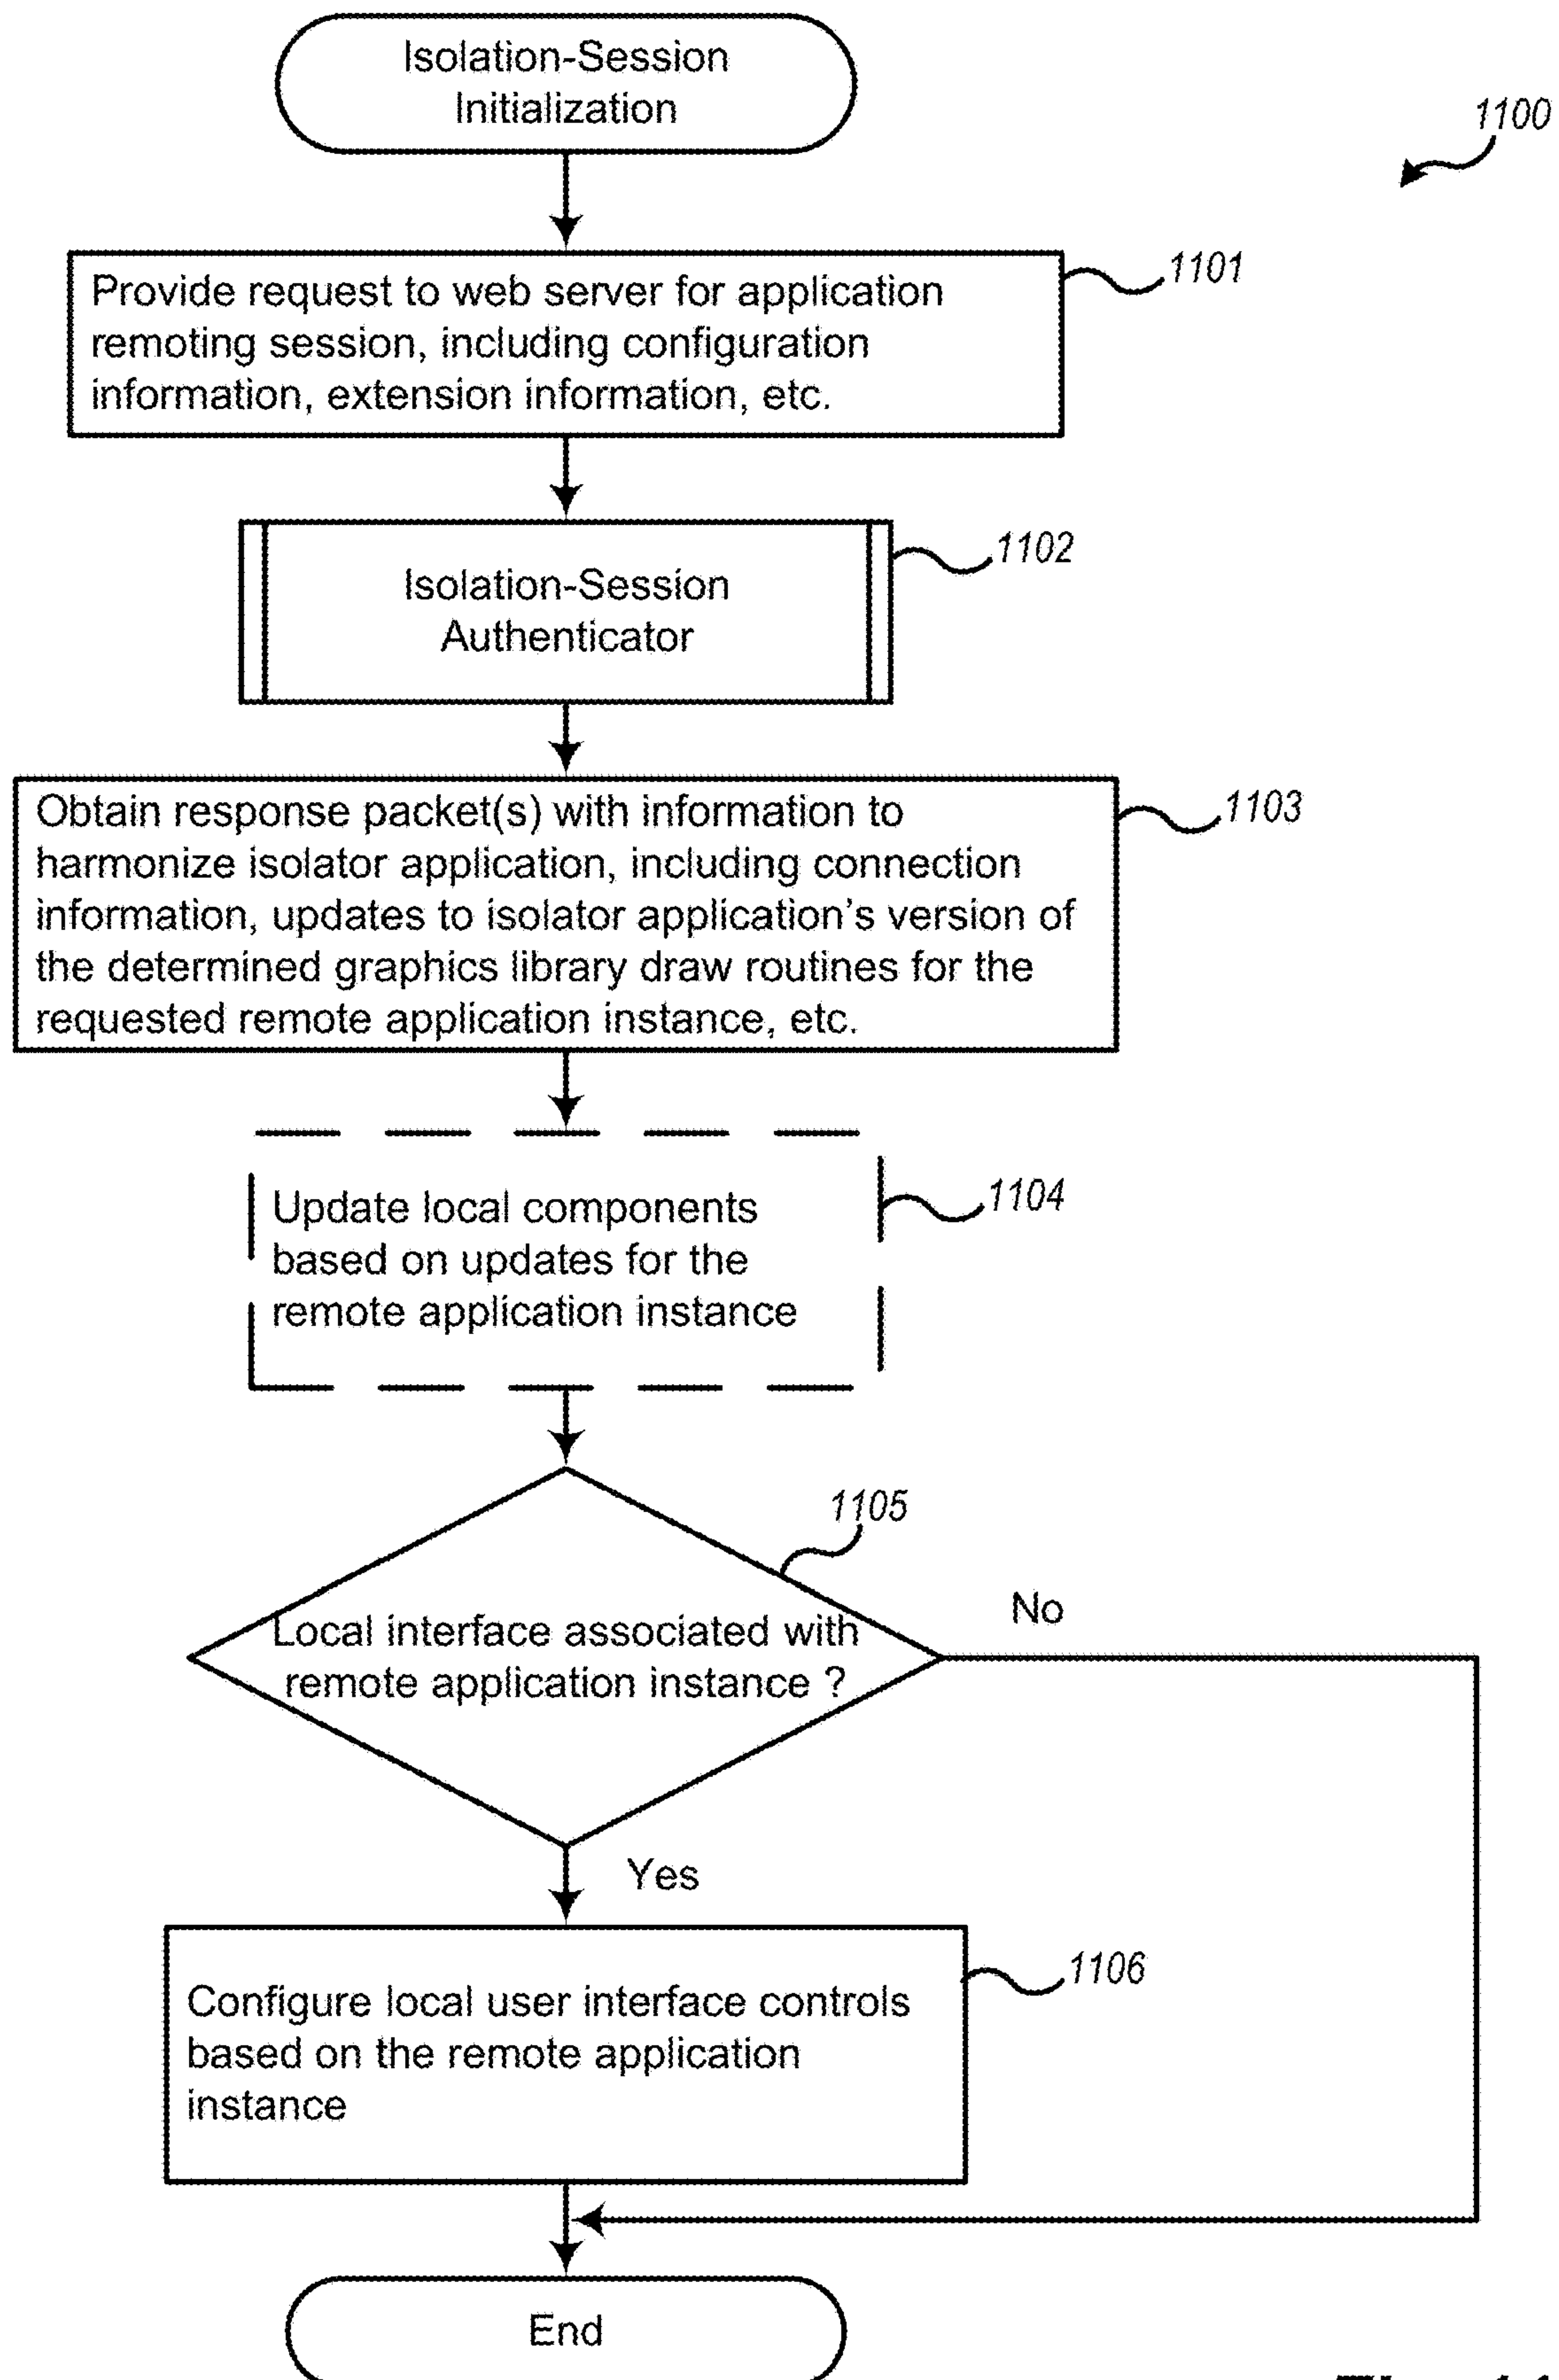 Isolation-Session
Initialization
1100
Provide request to web server for application
remoting session, including configuration
information, extension information, etc.
1101
Isolation-Session
Authenticator
1102
Obtain response packet(s) with information to
harmonize isolator application, including connection
information, updates to isolator application's version of
the determined graphics library draw routines for the
requested remote application instance, etc.
1103
Update local components
based on updates for the
remote application instance
1104
Local interface associated with
remote application instance ?
1105
No
Yes
Configure local user interface controls
based on the remote application
instance
1106
End